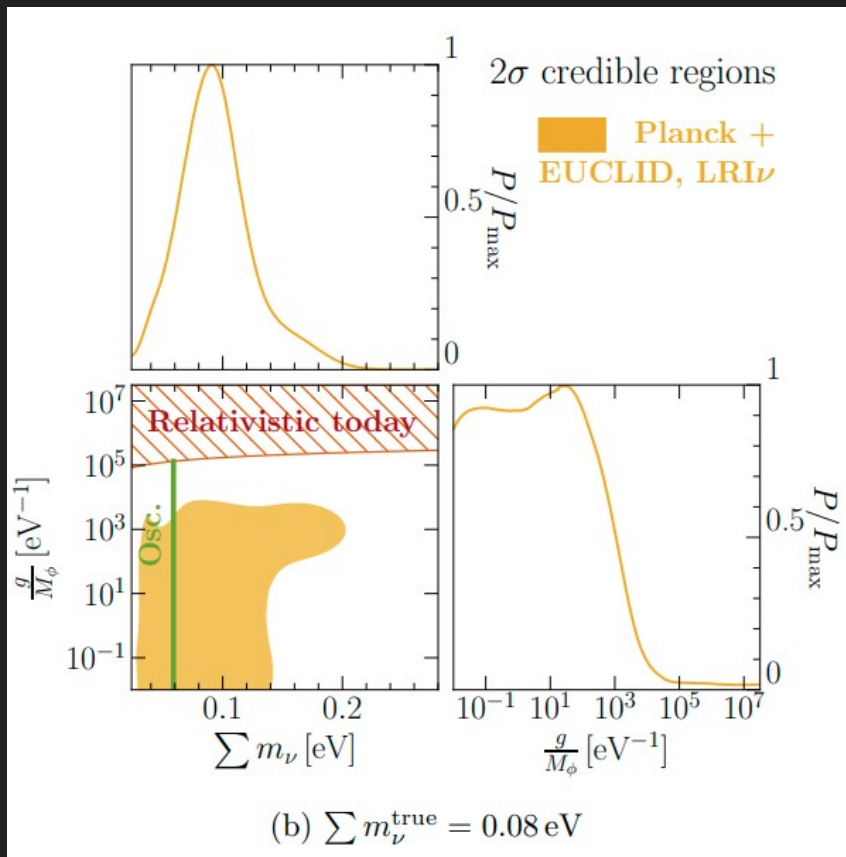 1
2σ credible regions
Planck +
EUCLID, LRIν
0.5
P/P_max
0
10^7
Relativistic today
10^5
10^3
Osc.
10^1
10^-1
g/M_ϕ [eV^-1]
0.1 0.2
∑ m_ν [eV]
1
0.5
P/P_max
0
10^-1 10^1 10^3 10^5 10^7
g/M_ϕ [eV^-1]
(b) ∑ m_ν^true = 0.08 eV